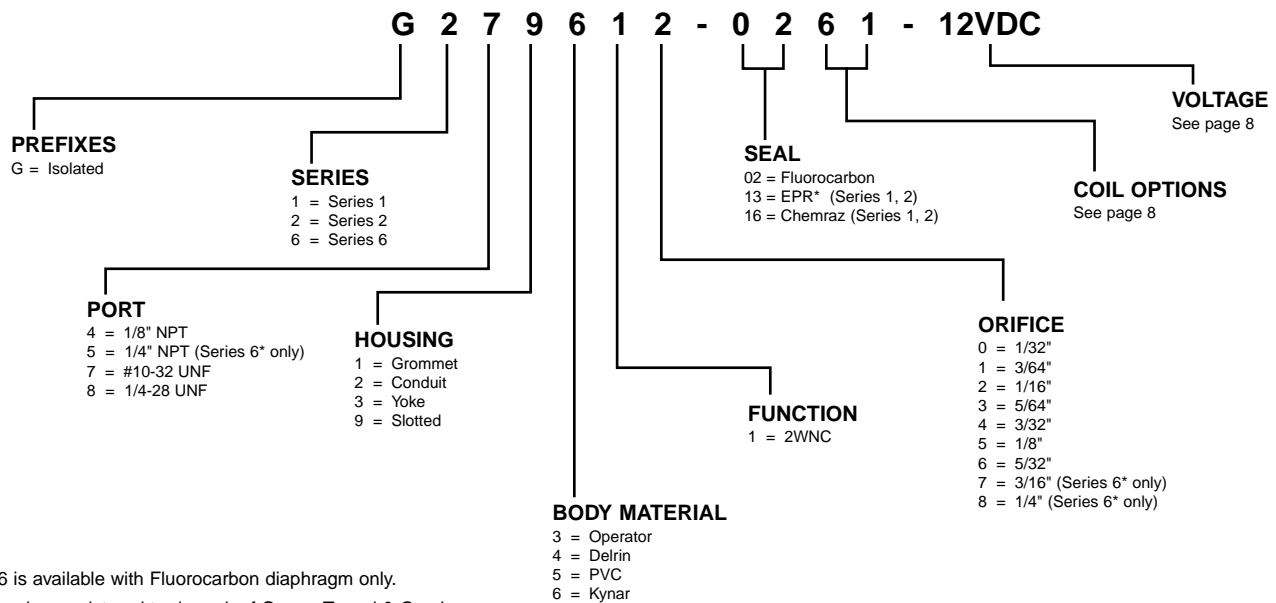 G 2 7 9 6 1 2 - 0 2 6 1 - 12VDC
PREFIXES
G = Isolated
SERIES
1 = Series 1
2 = Series 2
6 = Series 6
PORT
4 = 1/8" NPT
5 = 1/4" NPT (Series 6* only)
7 = #10-32 UNF
8 = 1/4-28 UNF
HOUSING
1 = Grommet
2 = Conduit
3 = Yoke
9 = Slotted
BODY MATERIAL
3 = Operator
4 = Delrin
5 = PVC
6 = Kynar
FUNCTION
1 = 2WNC
SEAL
02 = Fluorocarbon
13 = EPR* (Series 1, 2)
16 = Chemraz (Series 1, 2)
ORIFICE
0 = 1/32"
1 = 3/64"
2 = 1/16"
3 = 5/64"
4 = 3/32"
5 = 1/8"
6 = 5/32"
7 = 3/16" (Series 6* only)
8 = 1/4" (Series 6* only)
COIL OPTIONS
See page 8
VOLTAGE
See page 8
6 is available with Fluorocarbon diaphragm only.